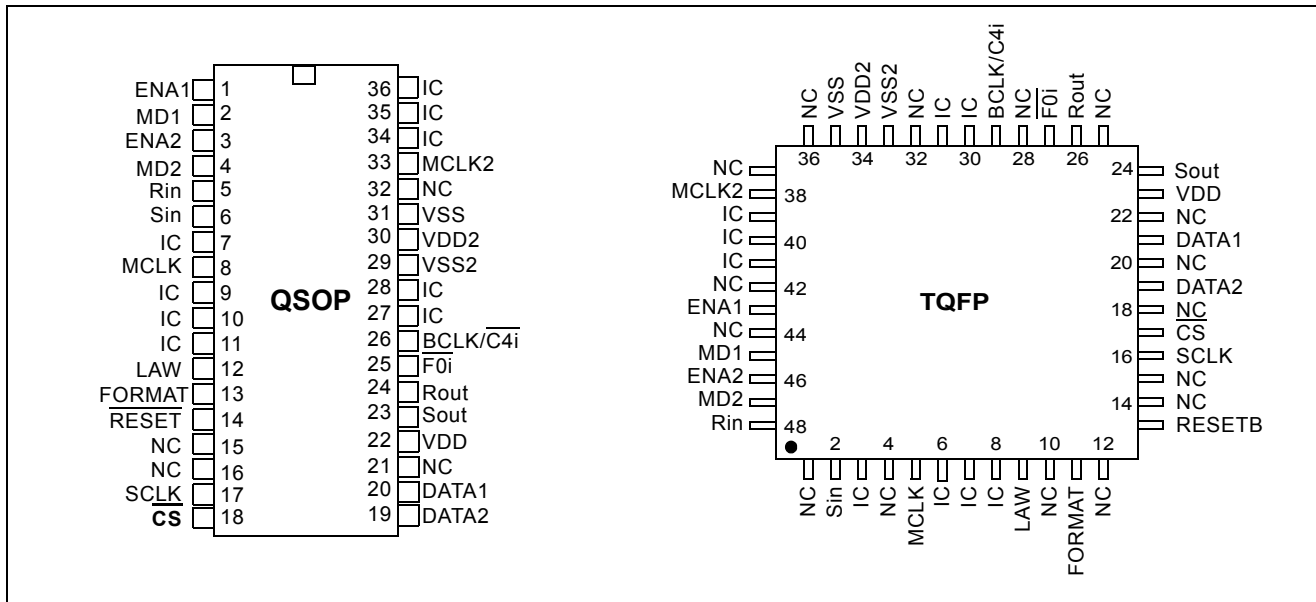 ENA1 1
MD1 2
ENA2 3
MD2 4
Rin 5
Sin 6
IC 7
MCLK 8
IC 9
IC 10
IC 11
LAW 12
FORMAT 13
RESET 14
NC 15
NC 16
SCLK 17
CS 18
QSOP
36 IC
35 IC
34 IC
33 MCLK2
32 NC
31 VSS
30 VDD2
29 VSS2
28 IC
27 IC
26 BCLK/C4i
25 F0i
24 Rout
23 Sout
22 VDD
21 NC
20 DATA1
19 DATA2
NC VSS VDD2 VSS2 NC IC IC BCLK/C4i NC F0i Rout NC
36 34 32 30 28 26
NC
MCLK2 38
IC
IC 40
IC
NC 42
ENA1
NC 44
MD1
ENA2 46
MD2
Rin 48
TQFP
24 Sout
VDD
22 NC
DATA1
20 NC
DATA2
18 NC
CS
16 SCLK
NC
14 NC
RESETB
2 4 6 8 10 12
NC Sin IC NC MCLK IC IC IC LAW NC FORMAT NC